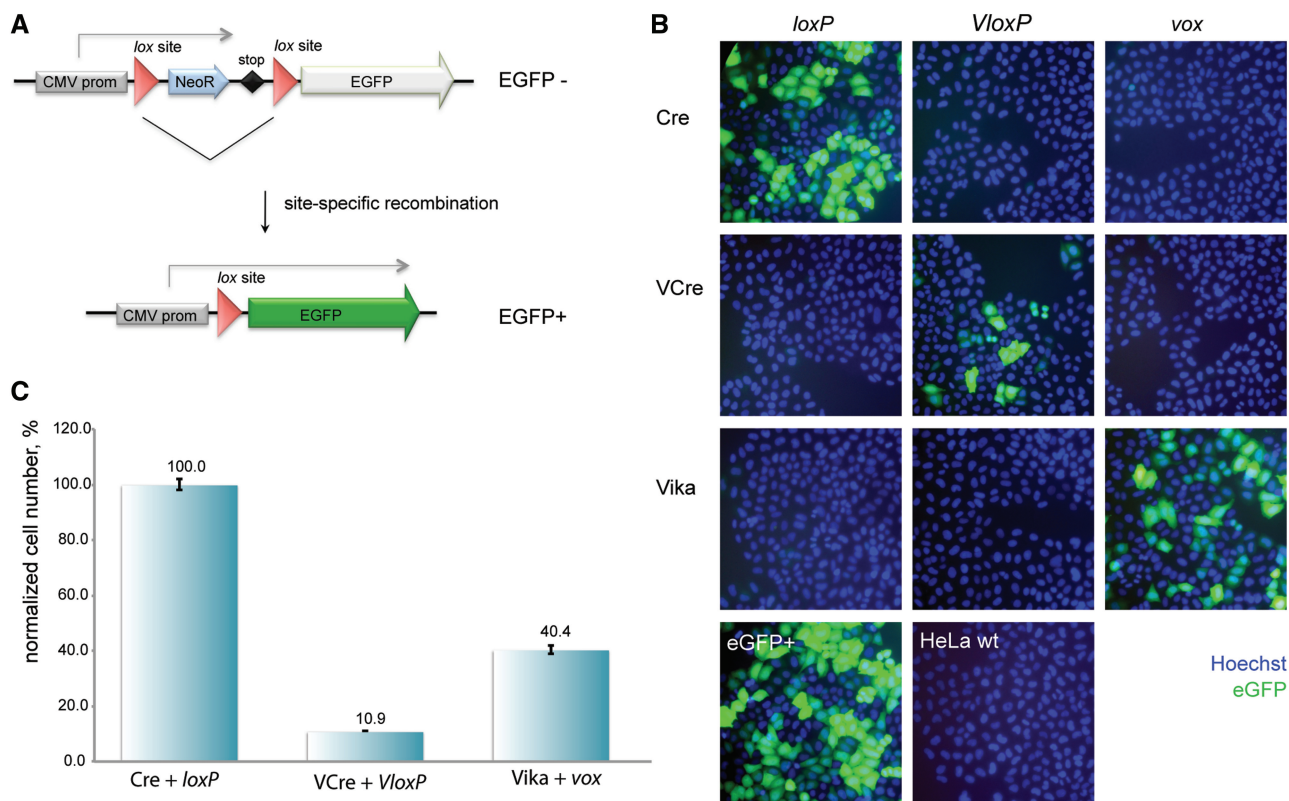 A
lox site
lox site
stop
CMV prom
NeoR
EGFP
EGFP -
site-specific recombination
lox site
CMV prom
EGFP
EGFP+
B
loxP
VloxP
vox
Cre
VCre
Vika
eGFP+
HeLa wt
Hoechst
eGFP
C
normalized cell number, %
120.0
100.0
80.0
60.0
40.0
20.0
0.0
100.0
10.9
40.4
Cre + loxP
VCre + VloxP
Vika + vox